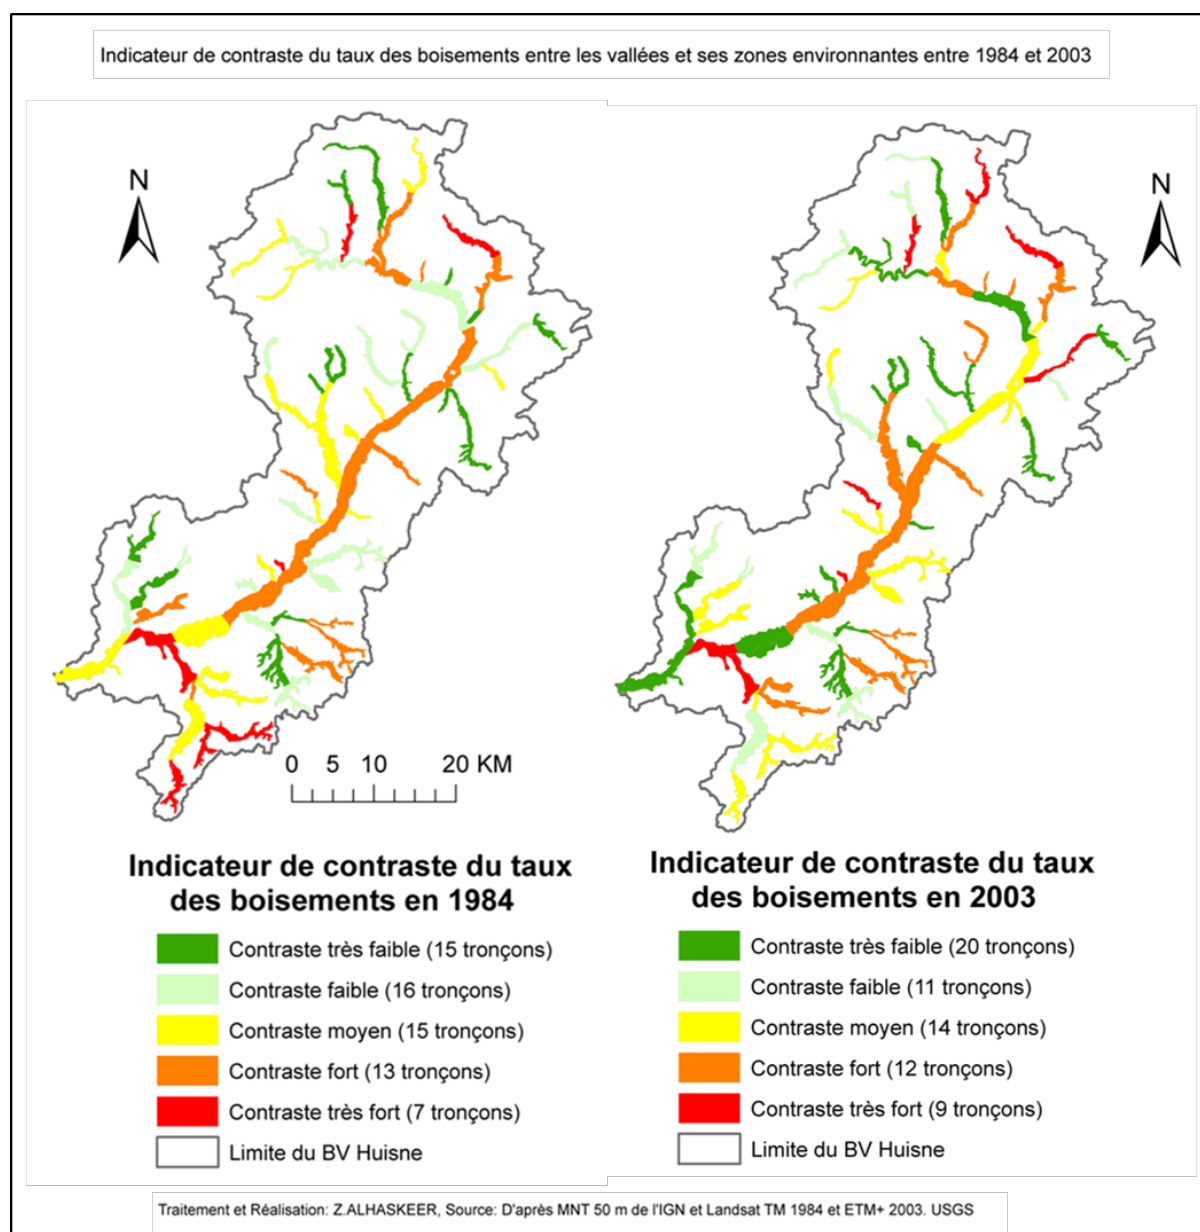 Indicateur de contraste du taux des boisements entre les vallées et ses zones environnantes entre 1984 et 2003
N
N
0 5 10 20 KM
Indicateur de contraste du taux
des boisements en 1984
Contraste très faible (15 tronçons)
Contraste faible (16 tronçons)
Contraste moyen (15 tronçons)
Contraste fort (13 tronçons)
Contraste très fort (7 tronçons)
Limite du BV Huisne
Indicateur de contraste du taux
des boisements en 2003
Contraste très faible (20 tronçons)
Contraste faible (11 tronçons)
Contraste moyen (14 tronçons)
Contraste fort (12 tronçons)
Contraste très fort (9 tronçons)
Limite du BV Huisne
Traitement et Réalisation: Z.ALHASKEER, Source: D'après MNT 50 m de l'IGN et Landsat TM 1984 et ETM+ 2003. USGS